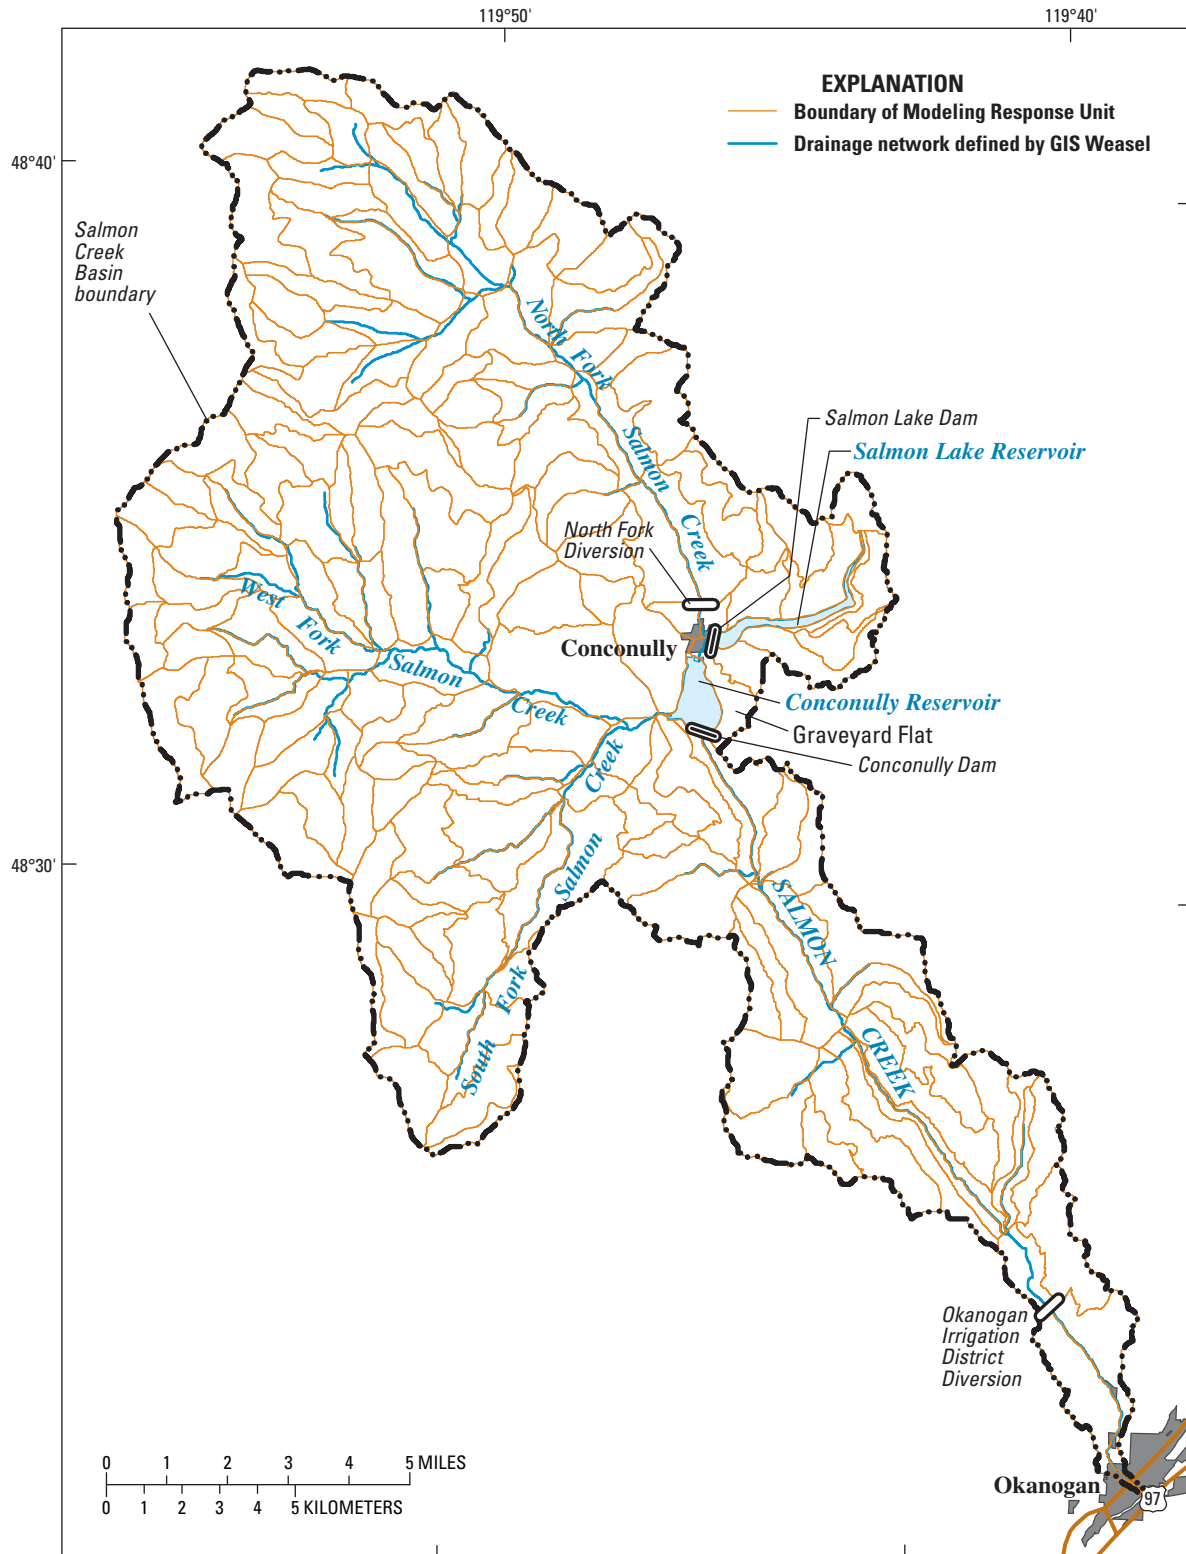 119°50'
119°40'
EXPLANATION
Boundary of Modeling Response Unit
Drainage network defined by GIS Weasel
48°40'
Salmon
Creek
Basin
boundary
North Fork
Salmon Lake Dam
Salmon Lake Reservoir
Salmon
Creek
North Fork
Diversion
West
Fork
Salmon
Creek
Conconully
Conconully Reservoir
Graveyard Flat
Conconully Dam
Creek
Salmon
Fork
South
48°30'
SALMON
CREEK
Okanogan
Irrigation
District
Diversion
0 1 2 3 4 5 MILES
0 1 2 3 4 5 KILOMETERS
Okanogan
97